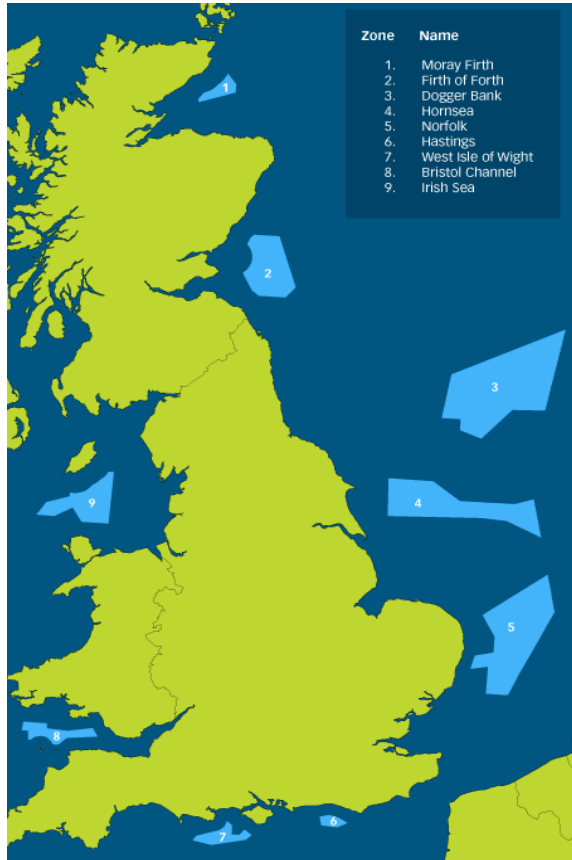 Zone Name
1. Moray Firth
2. Firth of Forth
3. Dogger Bank
4. Hornsea
5. Norfolk
6. Hastings
7. West Isle of Wight
8. Bristol Channel
9. Irish Sea
1
2
3
4
9
5
8
6
7